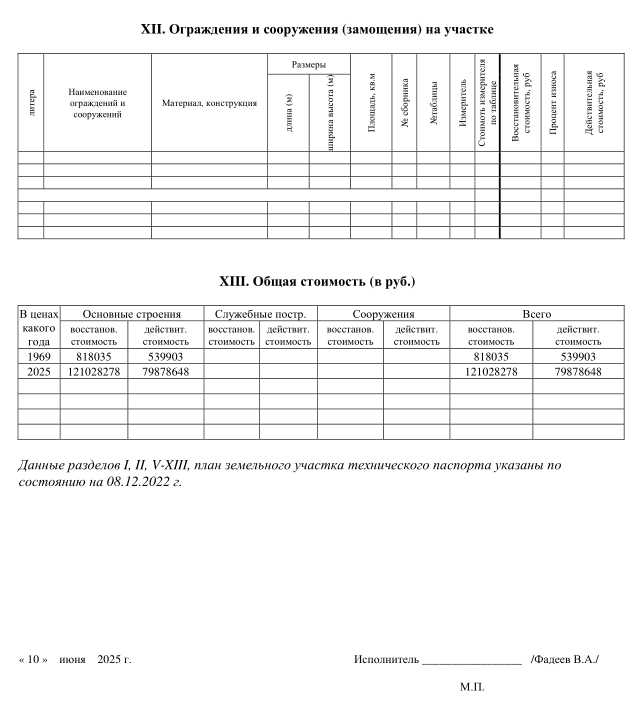 XII. Ограждения и сооружения (замощения) на участке
литера
Наименование ограждений и сооружений
Материал, конструкция
Размеры
длина (м)
ширина высота (м)
Площадь, кв.м
№ сборника
№таблицы
Измеритель
Стоимоть измерителя по таблице
Восстановительная стоимость, руб
Процент износа
Действительная стоимость, руб
XIII. Общая стоимость (в руб.)
В ценах какого года
Основные строения
Служебные постр.
Сооружения
Всего
восстанов. стоимость
действит. стоимость
восстанов. стоимость
действит. стоимость
восстанов. стоимость
действит. стоимость
восстанов. стоимость
действит. стоимость
1969 818035 539903 818035 539903
2025 121028278 79878648 121028278 79878648
Данные разделов I, II, V-XIII, план земельного участка технического паспорта указаны по
состоянию на 08.12.2022 г.
« 10 » июня 2025 г. Исполнитель _________________ /Фадеев В.А./
М.П.